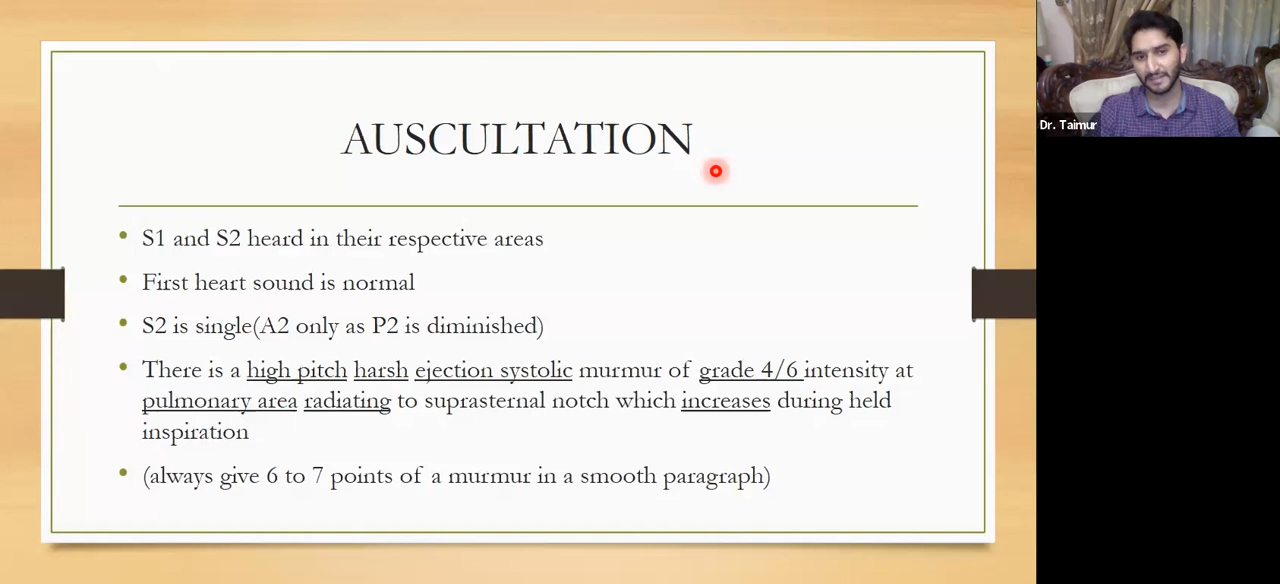 AUSCULTATION
• S1 and S2 heard in their respective areas
• First heart sound is normal
• S2 is single(A2 only as P2 is diminished)
• There is a high pitch harsh ejection systolic murmur of grade 4/6 intensity at
pulmonary area radiating to suprasternal notch which increases during held
inspiration
• (always give 6 to 7 points of a murmur in a smooth paragraph)
Dr. Taimur